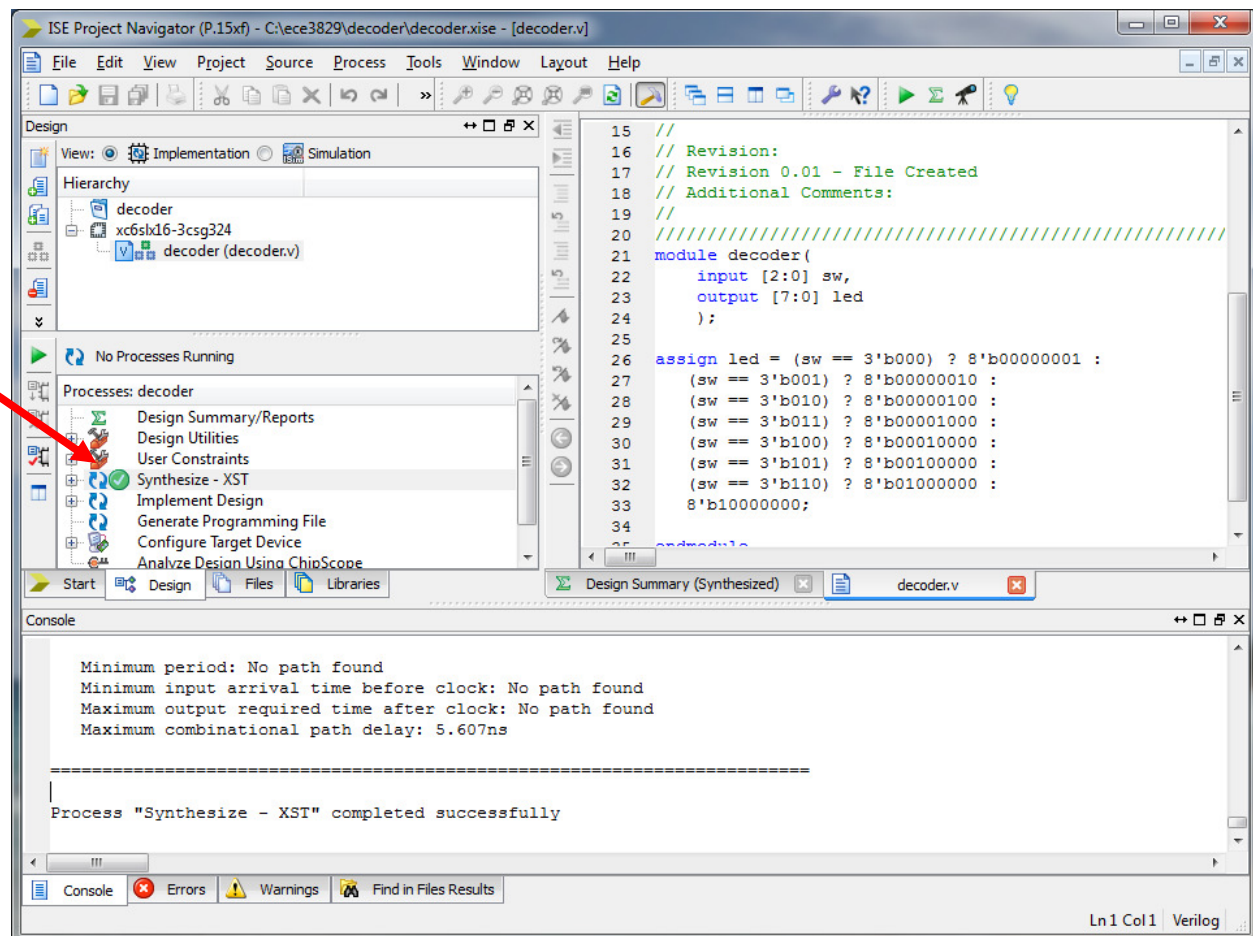 ISE Project Navigator (P.15xf) - C:\ece3829\decoder\decoder.xise - [decoder.v]
File Edit View Project Source Process Tools Window Layout Help
Design
View: Implementation Simulation
Hierarchy
decoder
xc6slx16-3csg324
decoder (decoder.v)
No Processes Running
Processes: decoder
Design Summary/Reports
Design Utilities
User Constraints
Synthesize - XST
Implement Design
Generate Programming File
Configure Target Device
Analyze Design Using ChipScope
Start Design Files Libraries
15 //
16 // Revision:
17 // Revision 0.01 - File Created
18 // Additional Comments:
19 //
20 //////////////////////////////////////////////////////////
21 module decoder(
22 input [2:0] sw,
23 output [7:0] led
24 );
25
26 assign led = (sw == 3'b000) ? 8'b00000001 :
27 (sw == 3'b001) ? 8'b00000010 :
28 (sw == 3'b010) ? 8'b00000100 :
29 (sw == 3'b011) ? 8'b00001000 :
30 (sw == 3'b100) ? 8'b00010000 :
31 (sw == 3'b101) ? 8'b00100000 :
32 (sw == 3'b110) ? 8'b01000000 :
33 8'b10000000;
34
35 endmodule
Design Summary (Synthesized) decoder.v
Console
Minimum period: No path found
Minimum input arrival time before clock: No path found
Maximum output required time after clock: No path found
Maximum combinational path delay: 5.607ns
=========================================================================
Process "Synthesize - XST" completed successfully
Console Errors Warnings Find in Files Results
Ln 1 Col 1 Verilog